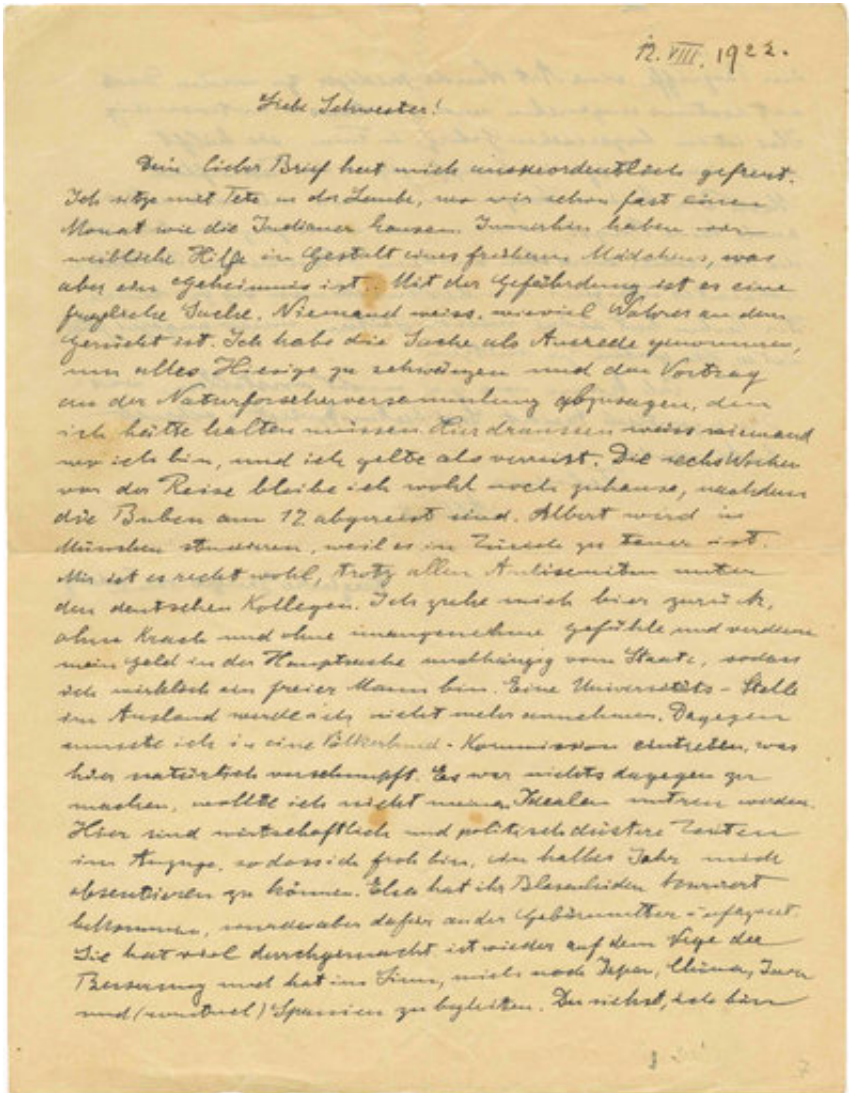 12. VIII. 1922.
Liebe Schwester!
Dein lieber Brief hat mich ausserordentlich gefreut.
Ich sitze mit Tete in der Laube, wo wir schon fast einen
Monat wie die Indianer hausen. Immerhin haben wir
weibliche Hilfe in Gestalt eines früheren Mädchens, was
aber ein Geheimnis ist. Mit der Gefährdung ist es eine
fragliche Sache. Niemand weiss, wieviel Wahres an dem
Gerücht ist. Ich habe die Sache als Ausrede genommen,
um alles Hiesige zu schwänzen und den Vortrag
an der Naturforscherversammlung abzusagen, den
ich hätte halten müssen. Hier draussen weiss niemand
wo ich bin, und ich gelte als verreist. Die sechs Wochen
vor der Reise bleibe ich wohl noch zuhause, nachdem
die Buben am 12 abgereist sind. Albert wird in
München studieren, weil es in Zürich zu teuer ist.
Mir ist es recht wohl, trotz allen Antisemiten unter
den deutschen Kollegen. Ich ziehe mich hier zurück,
ohne Krach und ohne unangenehme Gefühle und verdiene
mein Geld in der Hauptsache unabhängig vom Staate, sodass
ich wirklich ein freier Mann bin. Eine Universitäts-Stelle
im Ausland werde ich nicht mehr annehmen. Dagegen
musste ich in eine Völkerbund-Kommission eintreten, was
hier natürlich verschnupft. Es war nichts dagegen zu
machen, wollte ich nicht meinen Idealen untreu werden.
Hier sind wirtschaftlich und politisch düstere Zeiten
im Anzuge, sodass ich froh bin, ein halbes Jahr mich
absentieren zu können. Elsa hat ihr Blasenleiden kuriert
bekommen, wurde aber dafür an der Gebärmutter infiziert.
Sie hat viel durchgemacht ist wieder auf dem Wege der
Besserung und hat im Sinn, mich nach Japan, China, Java
und (eventuel) Spanien zu begleiten. Du siehst, ich bin
7